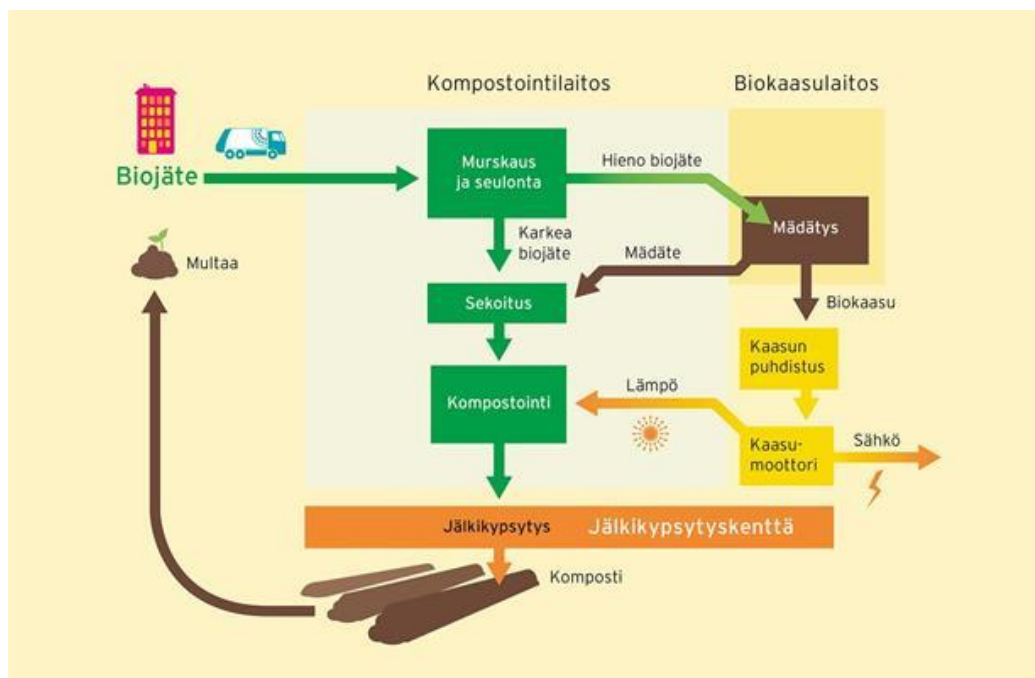 Kompostointilaitos
Biokaasulaitos
Biojäte
Murskaus
ja seulonta
Hieno biojäte
Mädätys
Karkea
biojäte
Mädäte
Multaa
Sekoitus
Biokaasu
Kaasun
puhdistus
Kompostointi
Lämpö
Kaasu-
moottori
Sähkö
Jälkikypsytys
Jälkikypsytyskenttä
Komposti